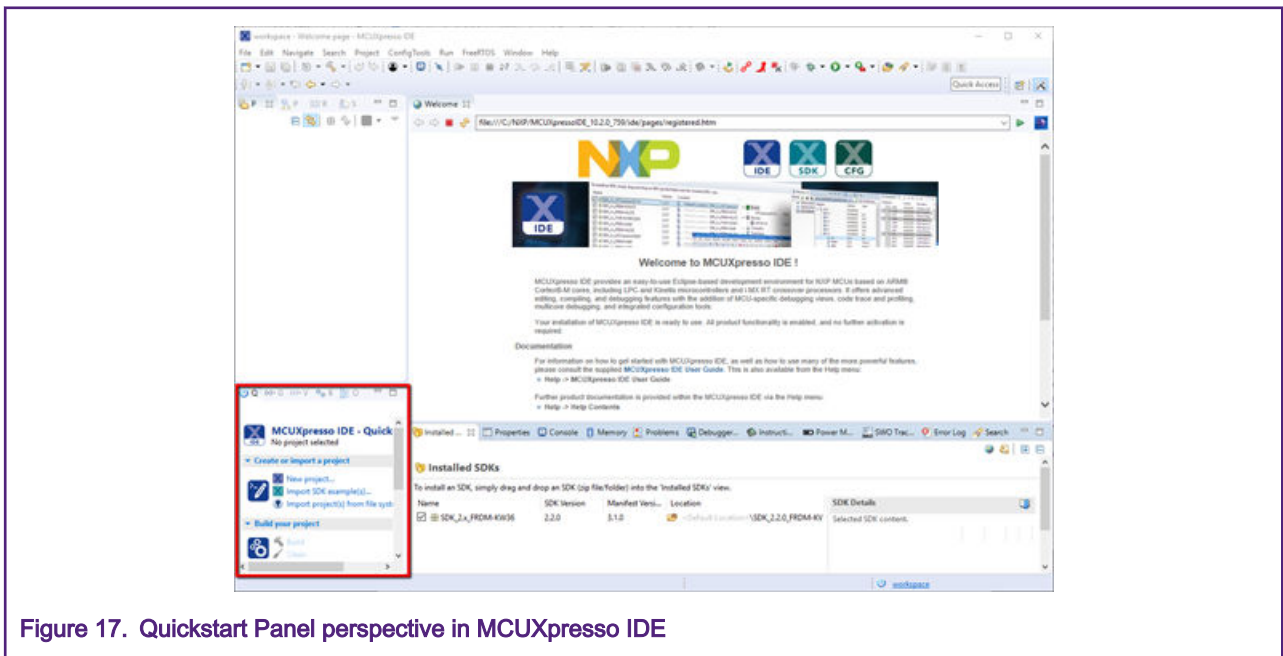 workspace - Welcome page - MCUXpresso IDE
File Edit Navigate Search Project ConfigTools Run FreeRTOS Window Help
Quick Access
Welcome
file:///C:/NXP/MCUXpressoIDE_10.2.0_759/ide/pages/registered.htm
NXP
IDE SDK CFG
IDE
Welcome to MCUXpresso IDE !
MCUXpresso IDE provides an easy-to-use Eclipse-based development environment for NXP MCUs based on ARM®
Cortex®-M cores, including LPC and Kinetis microcontrollers and i.MX RT crossover processors. It offers advanced
editing, compiling, and debugging features with the addition of MCU-specific debugging views, code trace and profiling,
multicore debugging, and integrated configuration tools.
Your installation of MCUXpresso IDE is ready to use. All product functionality is enabled, and no further activation is
required.
Documentation
For information on how to get started with MCUXpresso IDE, as well as how to use many of the more powerful features,
please consult the supplied MCUXpresso IDE User Guide. This is also available from the Help menu:
Help -> MCUXpresso IDE User Guide
Further product documentation is provided within the MCUXpresso IDE via the Help menu
Help -> Help Contents
MCUXpresso IDE - Quick
No project selected
Create or import a project
New project...
Import SDK example(s)...
Import project(s) from file syst
Build your project
Build
Clean
Installed ... Properties Console Memory Problems Debugger... Instructi... Power M... SWO Trac... Error Log Search
Installed SDKs
To install an SDK, simply drag and drop an SDK (zip file/folder) into the 'Installed SDKs' view.
Name SDK Version Manifest Versi... Location
SDK_2.x_FRDM-KW36 2.2.0 3.1.0 <Default Location>\SDK_2.2.0_FRDM-KV
SDK Details
Selected SDK content.
workspace
Figure 17. Quickstart Panel perspective in MCUXpresso IDE